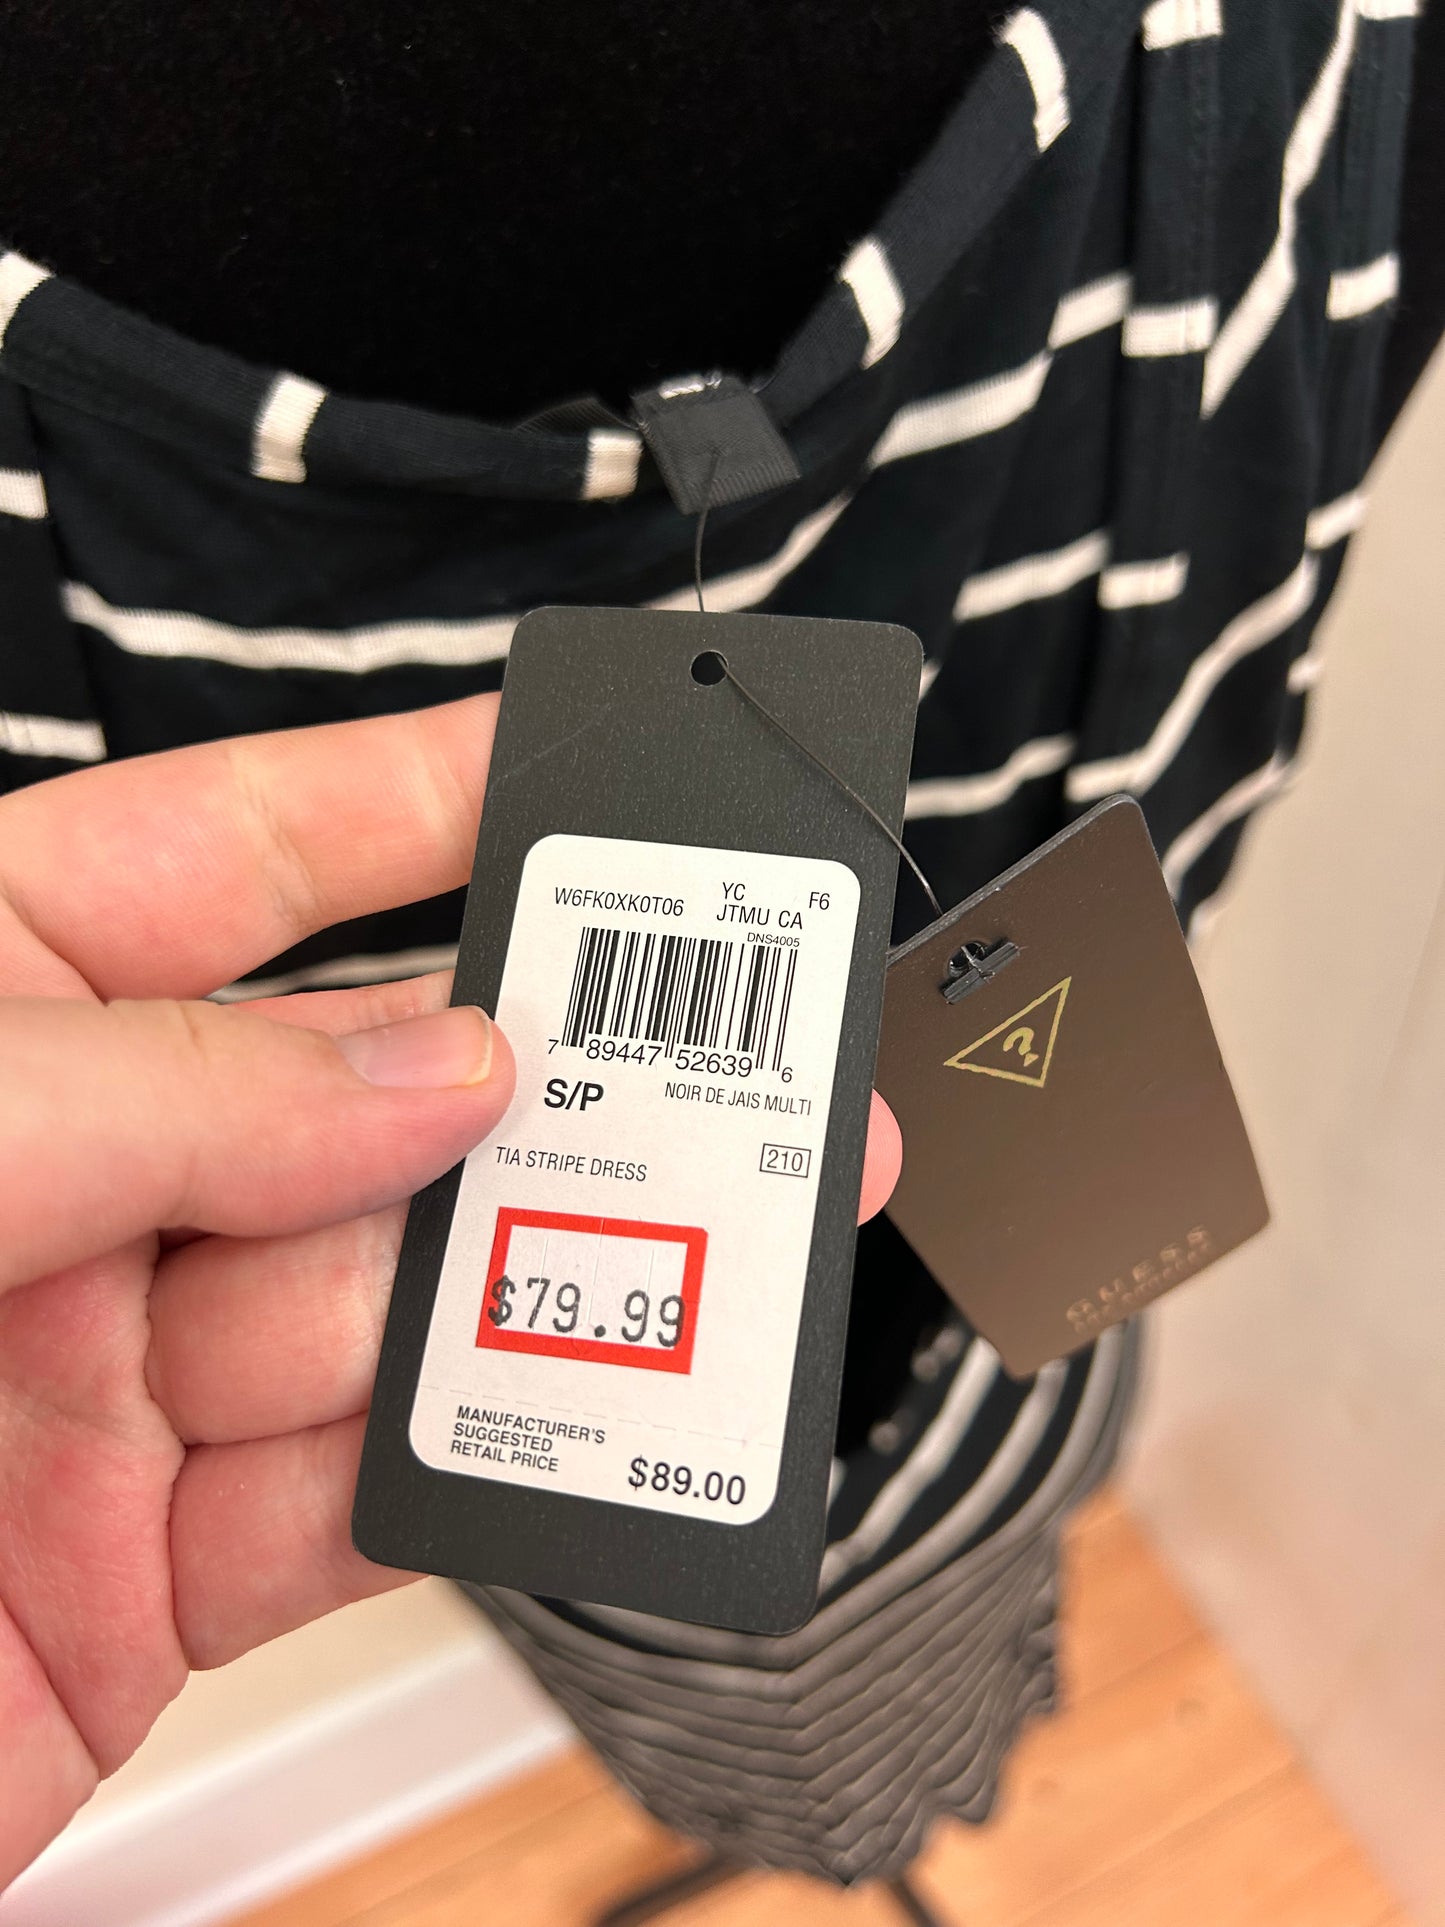 W6FK0XK0T06 YC F6
JTMU CA
DNS4005
7 89447 52639 6
S/P NOIR DE JAIS MULTI
TIA STRIPE DRESS 210
$79.99
MANUFACTURER'S
SUGGESTED
RETAIL PRICE $89.00
?
GUESS